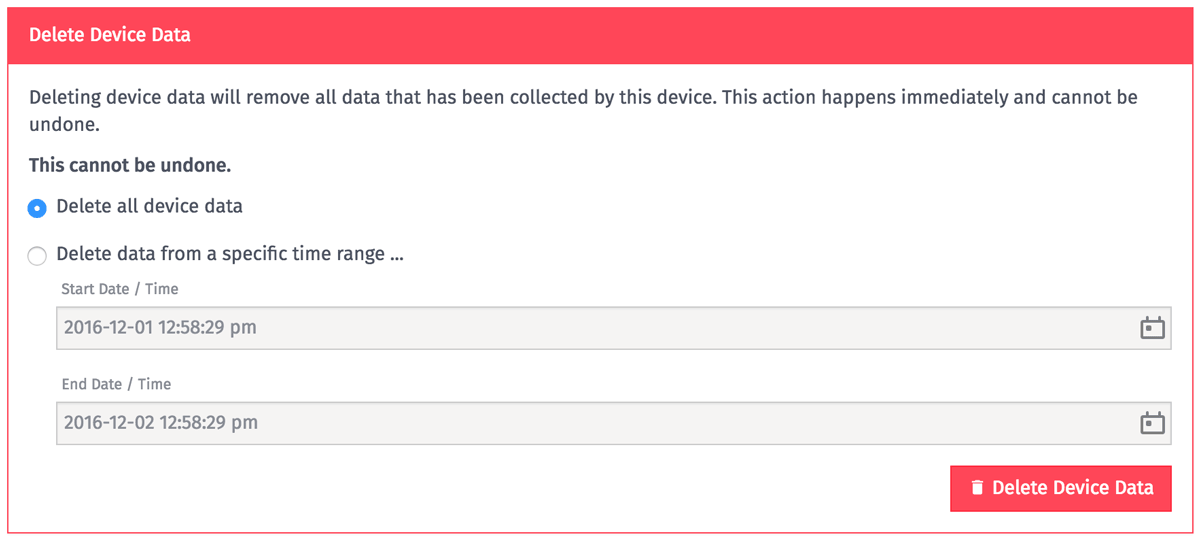 Delete Device Data
Deleting device data will remove all data that has been collected by this device. This action happens immediately and cannot be
undone.
This cannot be undone.
Delete all device data
Delete data from a specific time range ...
Start Date / Time
2016-12-01 12:58:29 pm
End Date / Time
2016-12-02 12:58:29 pm
Delete Device Data